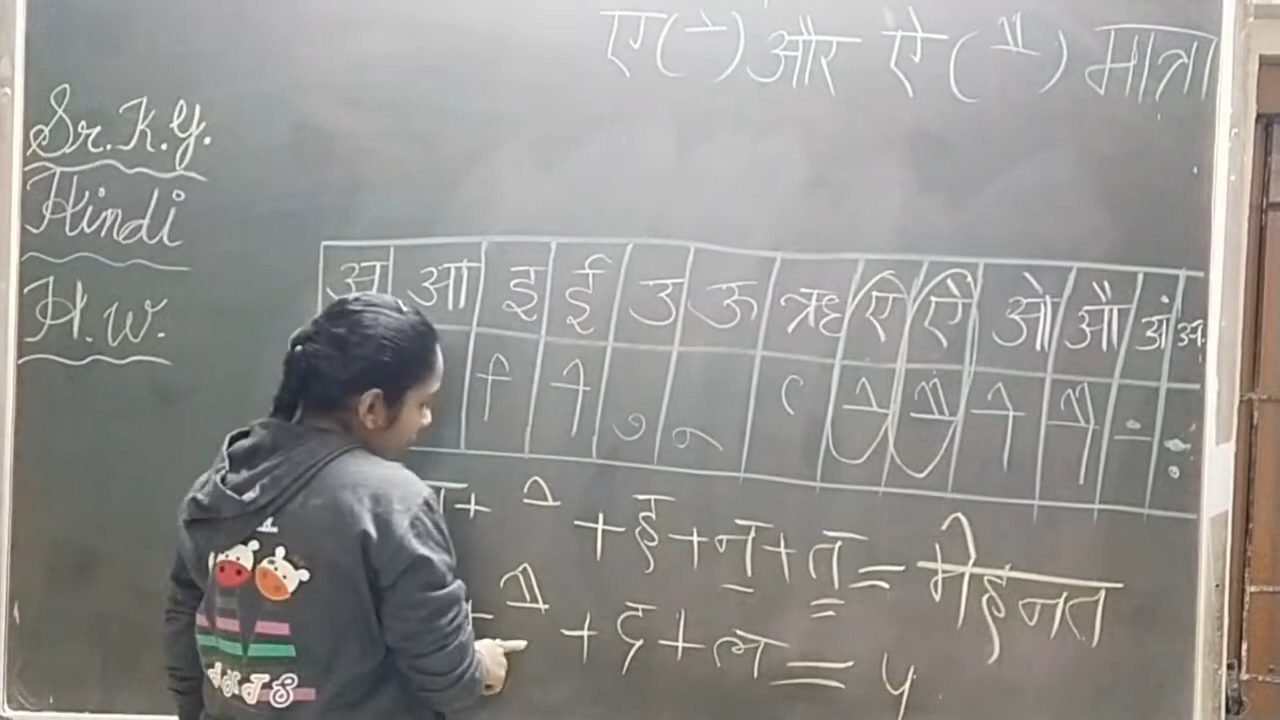 ए(े) और ऐ(ै) मात्रा
Sr. K.G.
Hindi
H.W.
अ आ इ ई उ ऊ ऋ ए ऐ ओ औ अं अः
ि ी ु ू ृ े ै ो ौ ं ः
+ े + ह + न + त = मेहनत
ै + द + ल = प